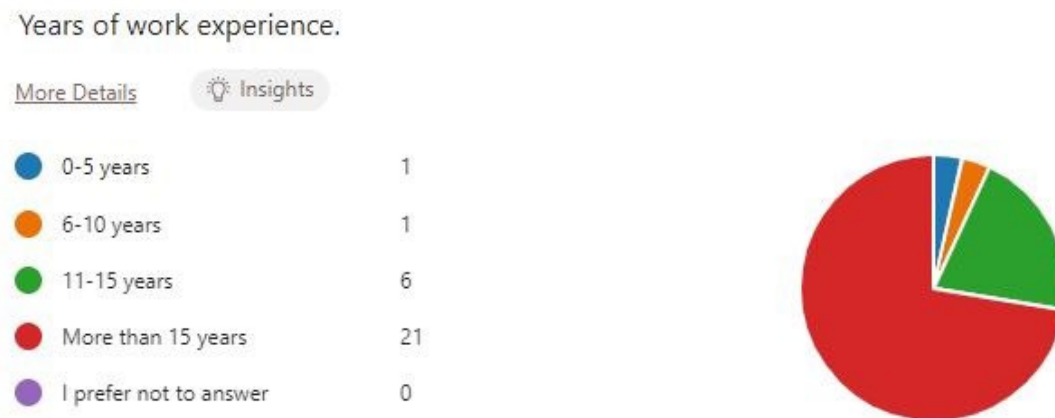 Years of work experience.
More Details Insights
0-5 years 1
6-10 years 1
11-15 years 6
More than 15 years 21
I prefer not to answer 0